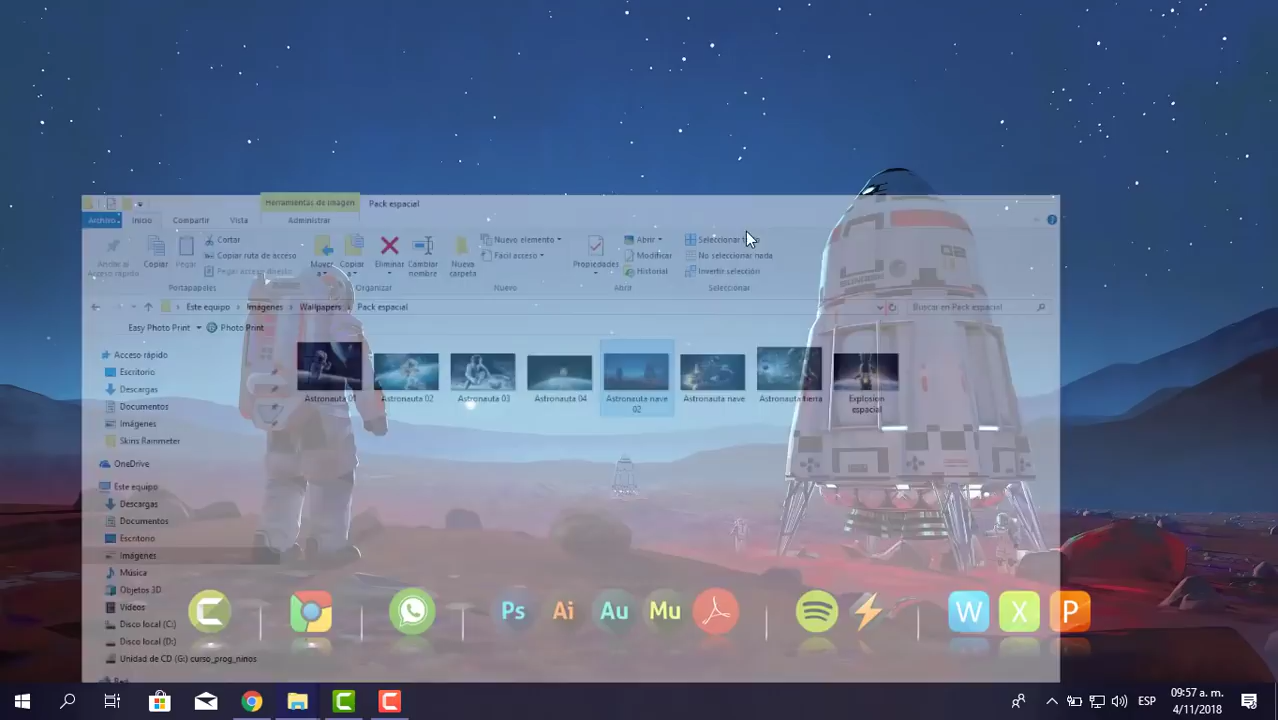 Herramientas de imagen Pack espacial
Archivo Inicio Compartir Vista Administrar
Anclar al Acceso rápido
Copiar
Pegar
Cortar
Copiar ruta de acceso
Pegar acceso directo
Portapapeles
Mover a
Copiar a
Eliminar
Cambiar nombre
Organizar
Nueva carpeta
Nuevo elemento
Fácil acceso
Nuevo
Propiedades
Abrir
Modificar
Historial
Abrir
Seleccionar
No seleccionar nada
Invertir selección
Seleccionar
Este equipo Imágenes Wallpapers Pack espacial
Buscar en Pack espacial
Easy Photo Print Photo Print
Acceso rápido
Escritorio
Descargas
Documentos
Imágenes
Skins Rainmeter
OneDrive
Este equipo
Descargas
Documentos
Escritorio
Imágenes
Música
Objetos 3D
Vídeos
Disco local (C:)
Disco local (D:)
Unidad de CD (G:) curso_prog_ninos
Astronauta 01
Astronauta 02
Astronauta 03
Astronauta 04
Astronauta nave 02
Astronauta nave
Astronauta tierra
Explosion espacial
Ps Ai Au Mu
W X P
ESP
09:57 a. m.
4/11/2018